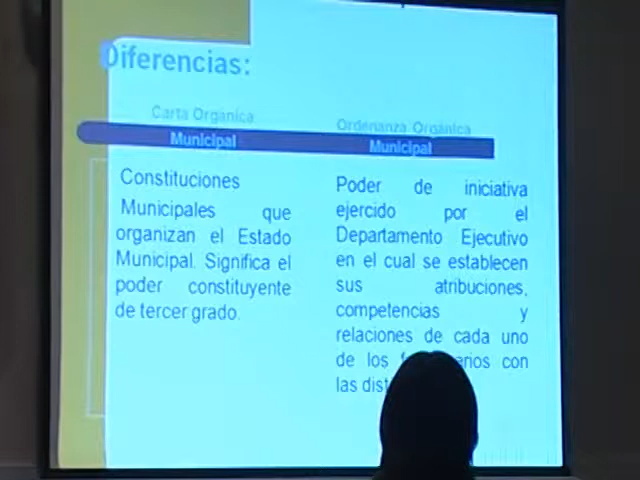 Diferencias:
Carta Organica
Municipal
Ordenanza Organica
Municipal
Constituciones
Municipales que
organizan el Estado
Municipal. Significa el
poder constituyente
de tercer grado.
Poder de iniciativa
ejercido por el
Departamento Ejecutivo
en el cual se establecen
sus atribuciones,
competencias y
relaciones de cada uno
de los con
las